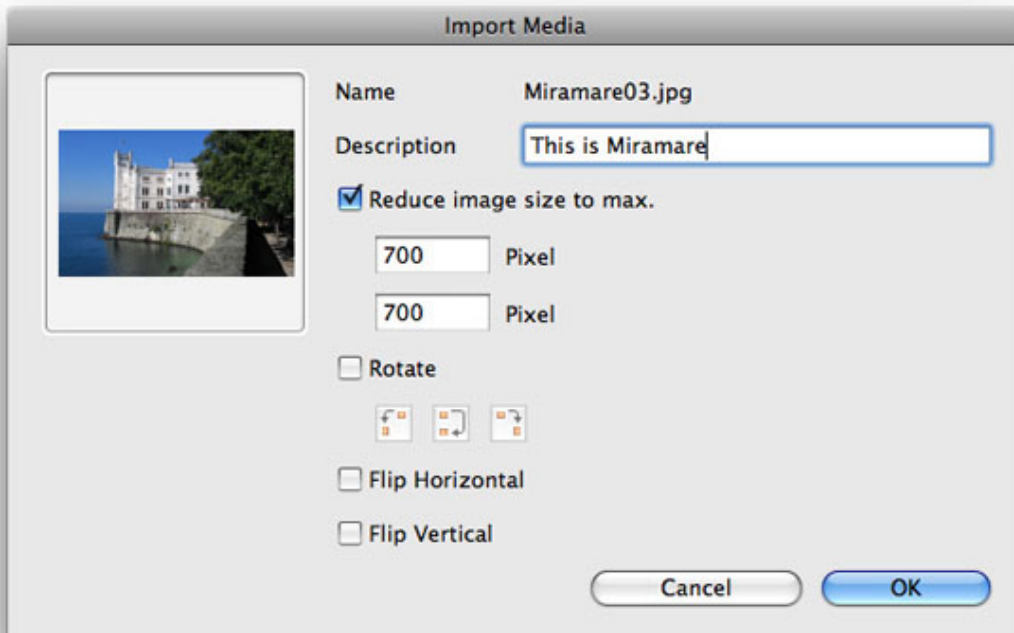 Import Media
Name Miramare03.jpg
Description This is Miramare
Reduce image size to max.
700 Pixel
700 Pixel
Rotate
Flip Horizontal
Flip Vertical
Cancel OK